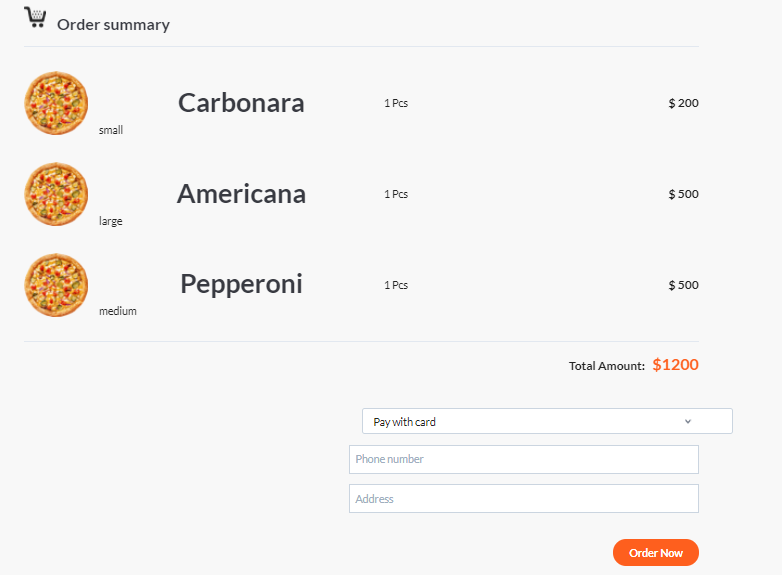 Order summary
small
Carbonara
1 Pcs
$ 200
large
Americana
1 Pcs
$ 500
medium
Pepperoni
1 Pcs
$ 500
Total Amount: $1200
Pay with card
Phone number
Address
Order Now